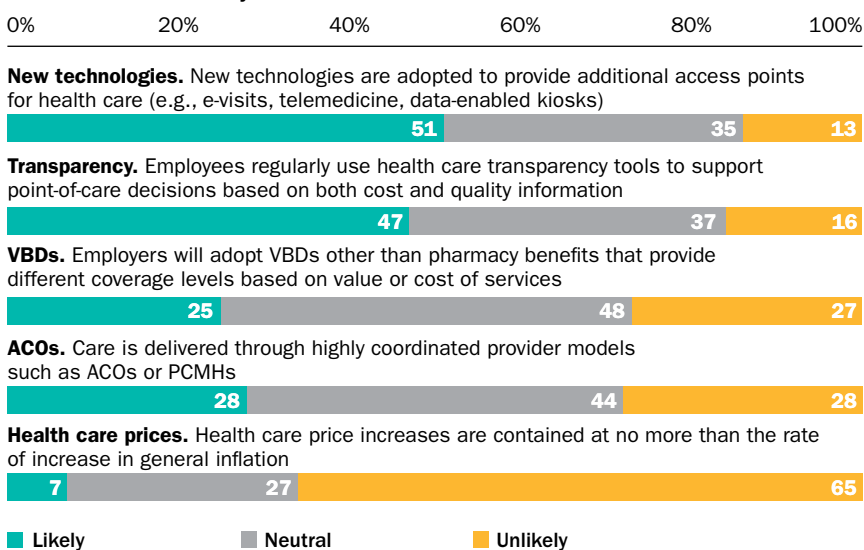 0% 20% 40% 60% 80% 100%
New technologies. New technologies are adopted to provide additional access points
for health care (e.g., e-visits, telemedicine, data-enabled kiosks)
51 35 13
Transparency. Employees regularly use health care transparency tools to support
point-of-care decisions based on both cost and quality information
47 37 16
VBDs. Employers will adopt VBDs other than pharmacy benefits that provide
different coverage levels based on value or cost of services
25 48 27
ACOs. Care is delivered through highly coordinated provider models
such as ACOs or PCMHs
28 44 28
Health care prices. Health care price increases are contained at no more than the rate
of increase in general inflation
7 27 65
Likely Neutral Unlikely